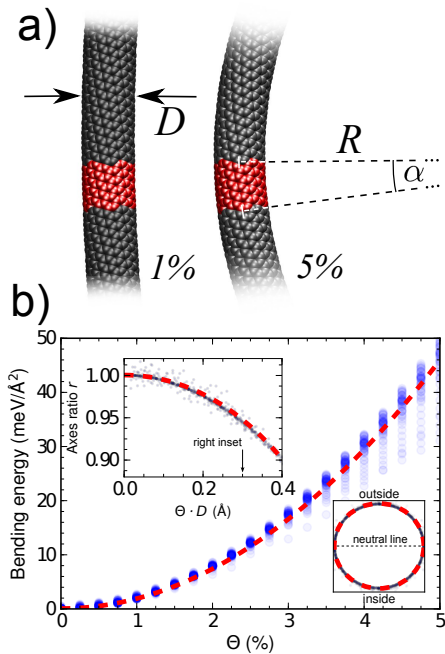 a)
D
R
α
1%
5%
b)
Bending energy (meV/Å²)
50
40
30
20
10
0
Axes ratio r
1.00
0.95
0.90
right inset
0.0
0.2
0.4
Θ · D (Å)
outside
neutral line
inside
0
1
2
3
4
5
Θ (%)